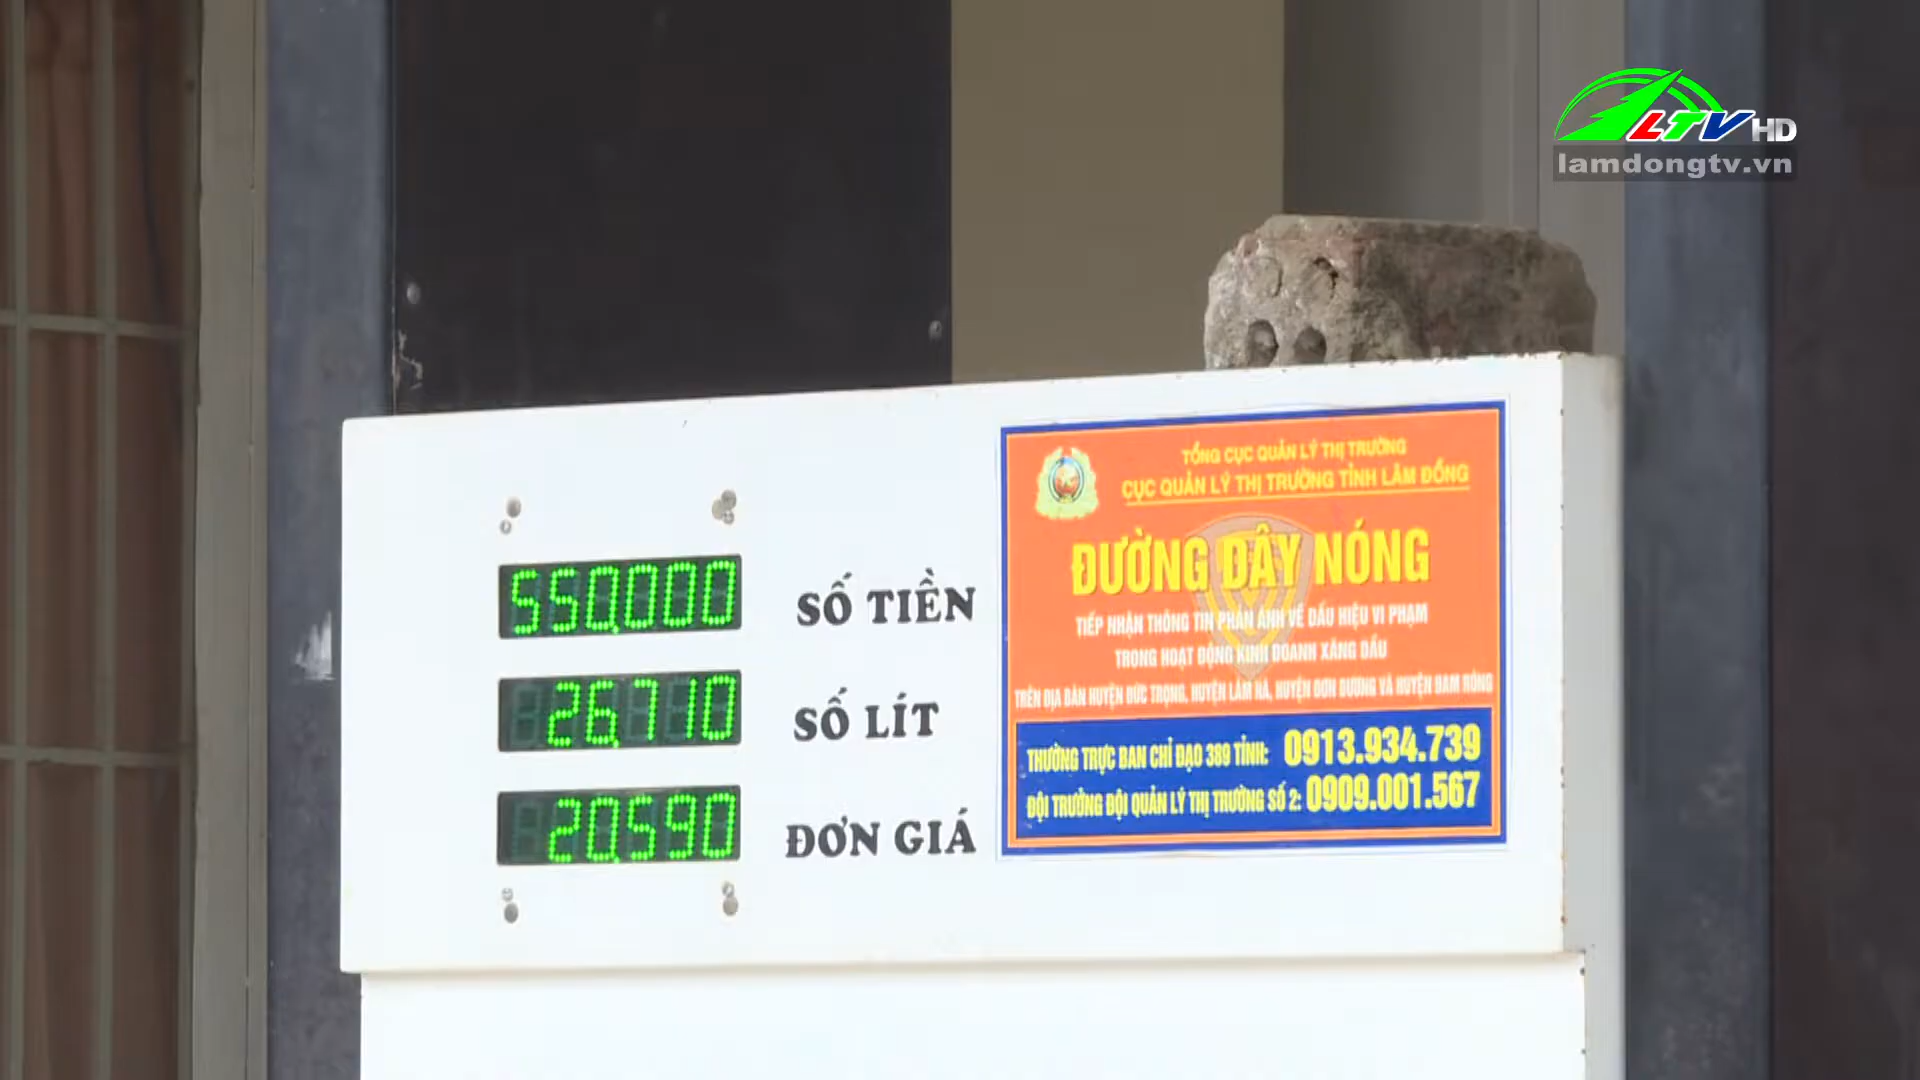 LTV HD
lamdongtv.vn
550,000 SỐ TIỀN
26,710 SỐ LÍT
20,590 ĐƠN GIÁ
TỔNG CỤC QUẢN LÝ THỊ TRƯỜNG
CỤC QUẢN LÝ THỊ TRƯỜNG TỈNH LÂM ĐỒNG
ĐƯỜNG DÂY NÓNG
TIẾP NHẬN THÔNG TIN PHẢN ÁNH VỀ DẤU HIỆU VI PHẠM
TRONG HOẠT ĐỘNG KINH DOANH XĂNG DẦU
TRÊN ĐỊA BÀN HUYỆN ĐỨC TRỌNG, HUYỆN LÂM HÀ, HUYỆN ĐƠN DƯƠNG VÀ HUYỆN ĐAM RÔNG
THƯỜNG TRỰC BAN CHỈ ĐẠO 389 TỈNH: 0913.934.739
ĐỘI TRƯỞNG ĐỘI QUẢN LÝ THỊ TRƯỜNG SỐ 2: 0909.001.567